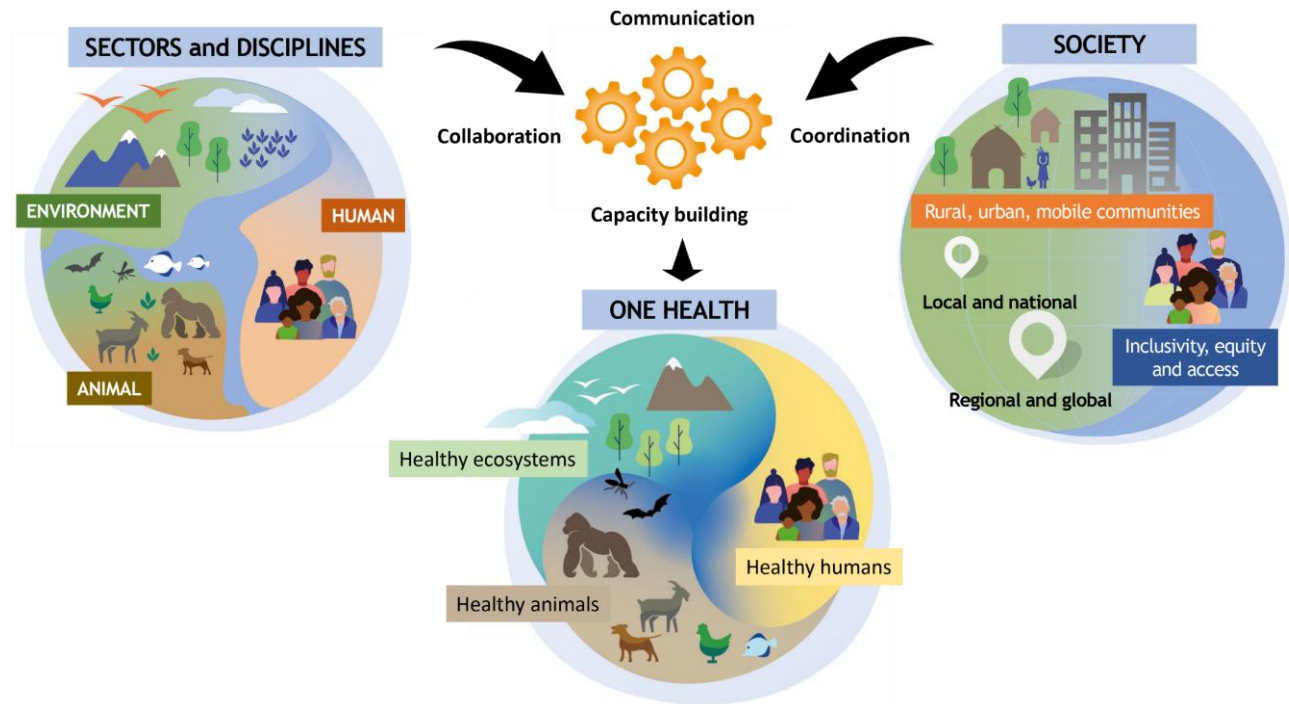 SECTORS and DISCIPLINES
ENVIRONMENT
HUMAN
ANIMAL
Communication
Collaboration
Coordination
Capacity building
SOCIETY
Rural, urban, mobile communities
Local and national
Inclusivity, equity
and access
Regional and global
ONE HEALTH
Healthy ecosystems
Healthy humans
Healthy animals